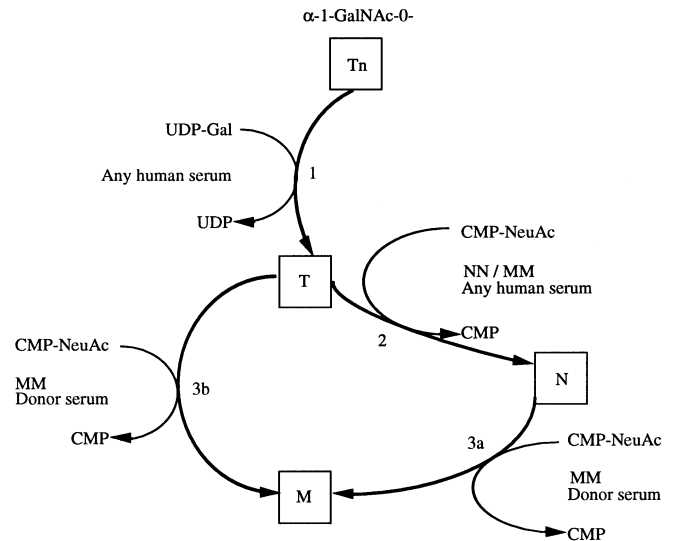 α-1-GalNAc-0-
Tn
UDP-Gal
Any human serum
1
UDP
T
CMP-NeuAc
NN / MM
Any human serum
CMP
2
N
CMP-NeuAc
MM
Donor serum
3b
CMP
3a
CMP-NeuAc
MM
Donor serum
M
CMP